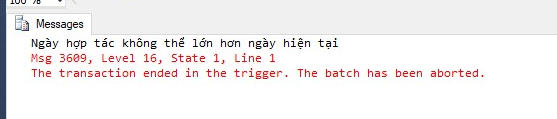 100 %
Messages
Ngày hợp tác không thể lớn hơn ngày hiện tại
Msg 3609, Level 16, State 1, Line 1
The transaction ended in the trigger. The batch has been aborted.